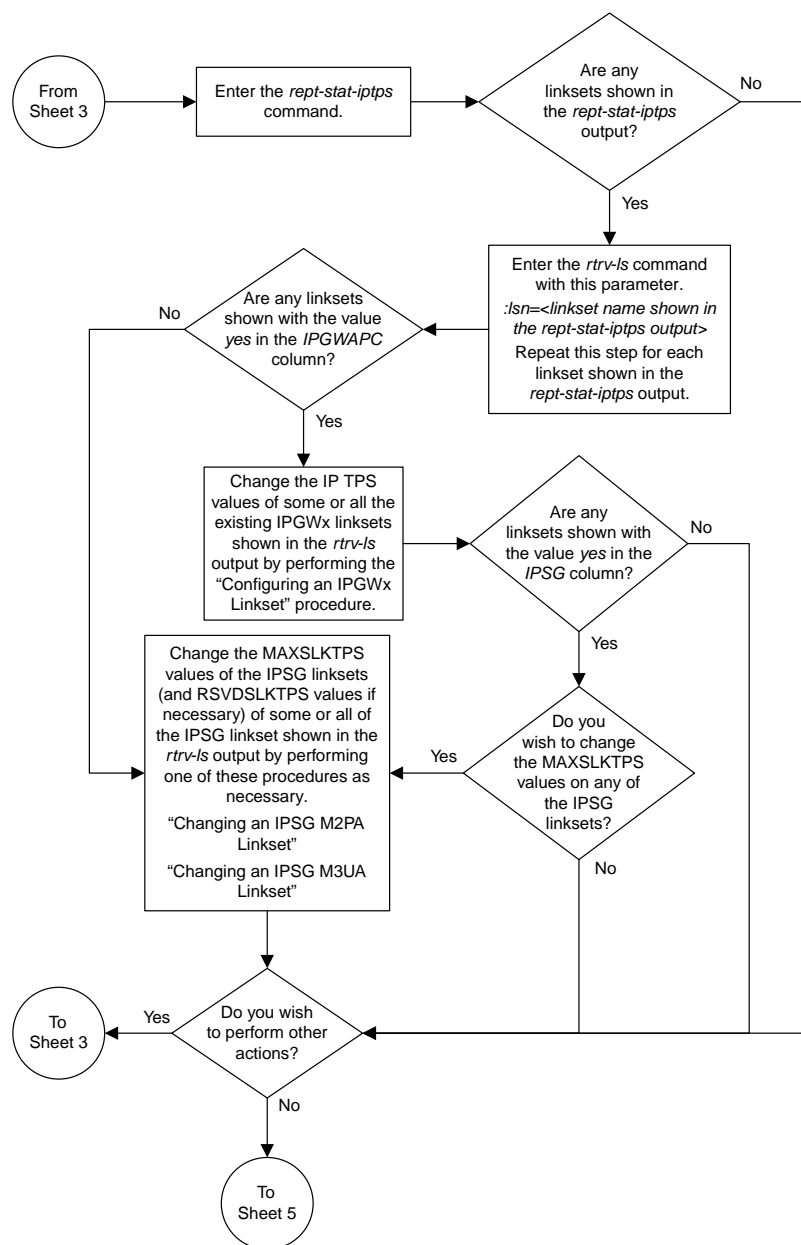 From
Sheet 3
Enter the rept-stat-iptps
command.
Are any
linksets shown in
the rept-stat-iptps
output?
No
Yes
Enter the rtrv-ls command
with this parameter.
:lsn=<linkset name shown in
the rept-stat-iptps output>
Repeat this step for each
linkset shown in the
rept-stat-iptps output.
Are any linksets
shown with the value
yes in the IPGWAPC
column?
No
Yes
Change the IP TPS
values of some or all the
existing IPGWx linksets
shown in the rtrv-ls
output by performing the
“Configuring an IPGWx
Linkset” procedure.
Are any
linksets shown with
the value yes in the
IPSG column?
No
Yes
Do you
wish to change
the MAXSLKTPS
values on any of
the IPSG
linksets?
Yes
No
Change the MAXSLKTPS
values of the IPSG linksets
(and RSVDSLKTPS values if
necessary) of some or all of
the IPSG linkset shown in the
rtrv-ls output by performing
one of these procedures as
necessary.
“Changing an IPSG M2PA
Linkset”
“Changing an IPSG M3UA
Linkset”
Do you wish
to perform other
actions?
Yes
To
Sheet 3
No
To
Sheet 5